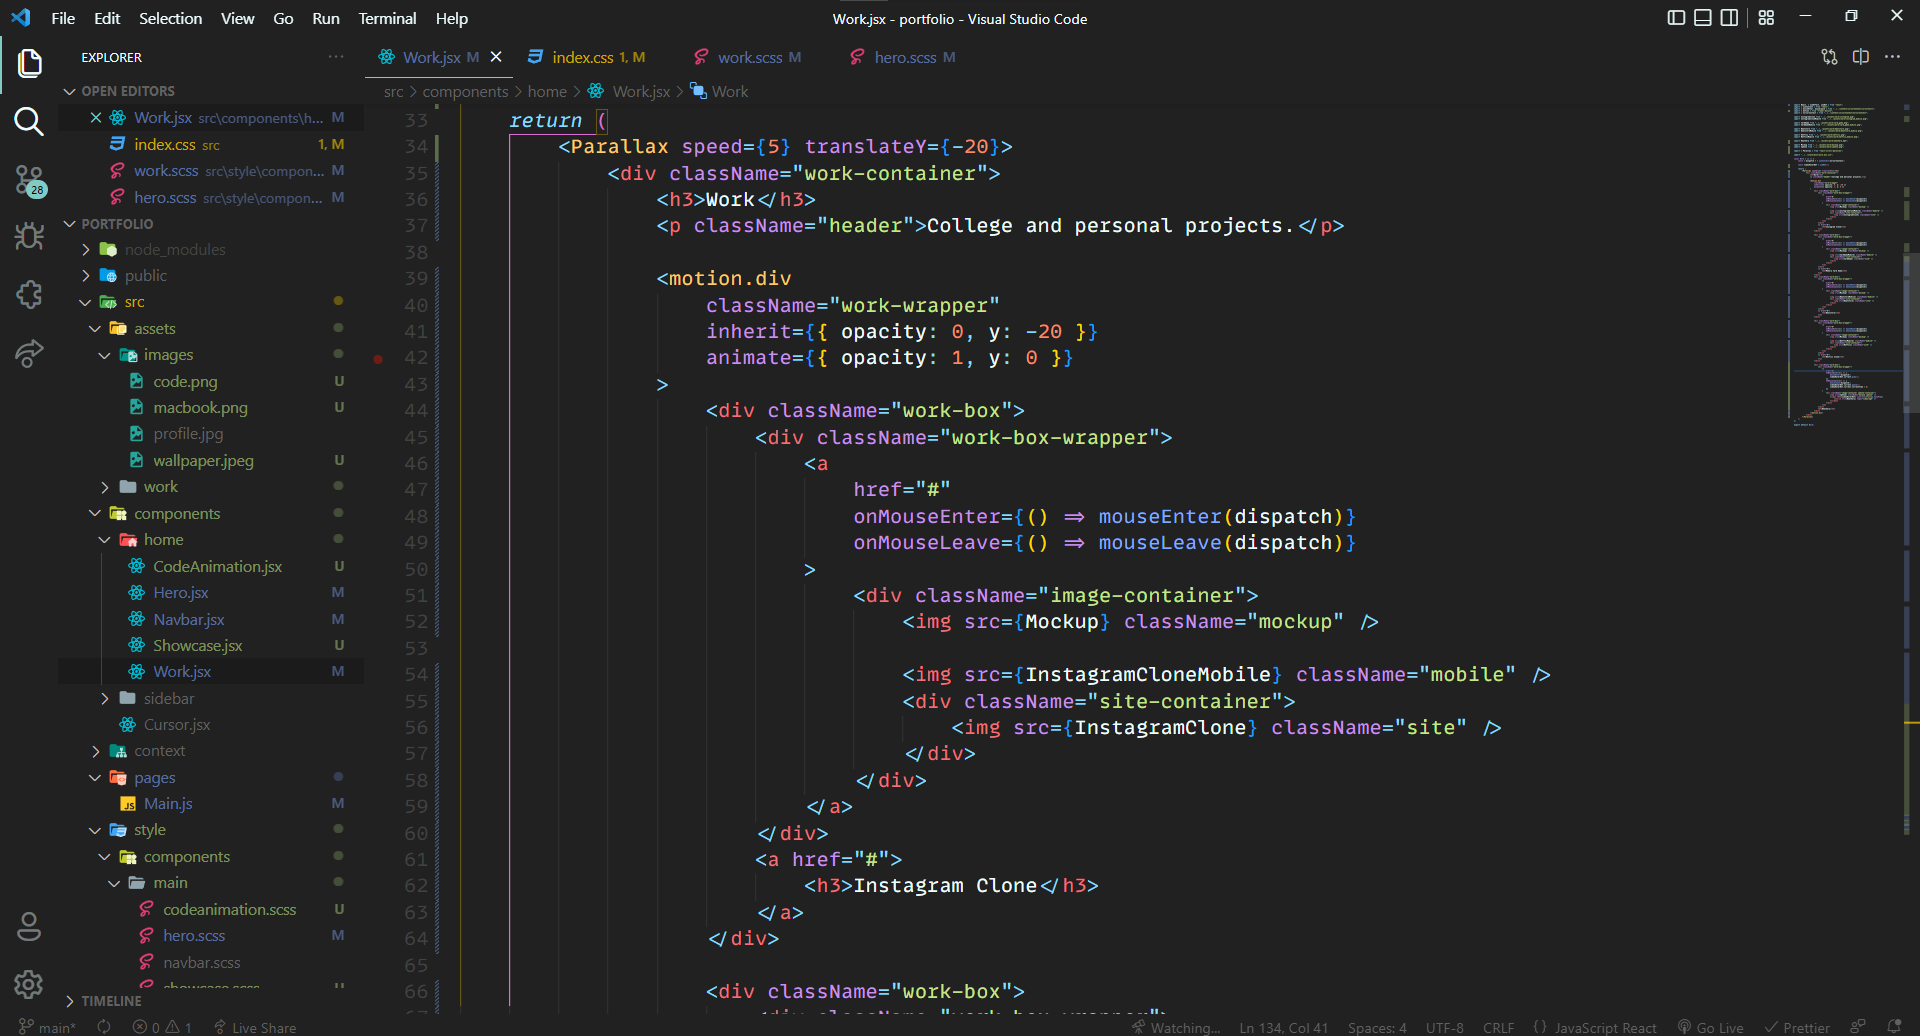 File Edit Selection View Go Run Terminal Help
Work.jsx - portfolio - Visual Studio Code
EXPLORER
OPEN EDITORS
Work.jsx src\components\h... M
index.css src 1, M
work.scss src\style\compon... M
hero.scss src\style\compon... M
PORTFOLIO
node_modules
public
src
assets
images
code.png U
macbook.png U
profile.jpg
wallpaper.jpeg U
work
components
home
CodeAnimation.jsx U
Hero.jsx M
Navbar.jsx M
Showcase.jsx U
Work.jsx M
sidebar
Cursor.jsx
context
pages
Main.js M
style
components
main
codeanimation.scss U
hero.scss M
navbar.scss
showcase.scss U
TIMELINE
28
Work.jsx M index.css 1, M work.scss M hero.scss M
src > components > home > Work.jsx > Work
33 return (
34 <Parallax speed={5} translateY={-20}>
35 <div className="work-container">
36 <h3>Work</h3>
37 <p className="header">College and personal projects.</p>
38
39 <motion.div
40 className="work-wrapper"
41 inherit={{ opacity: 0, y: -20 }}
42 animate={{ opacity: 1, y: 0 }}
43 >
44 <div className="work-box">
45 <div className="work-box-wrapper">
46 <a
47 href="#"
48 onMouseEnter={() => mouseEnter(dispatch)}
49 onMouseLeave={() => mouseLeave(dispatch)}
50 >
51 <div className="image-container">
52 <img src={Mockup} className="mockup" />
53
54 <img src={InstagramCloneMobile} className="mobile" />
55 <div className="site-container">
56 <img src={InstagramClone} className="site" />
57 </div>
58 </div>
59 </a>
60 </div>
61 <a href="#">
62 <h3>Instagram Clone</h3>
63 </a>
64 </div>
65
66 <div className="work-box">
67 <div className="work-box-wrapper">
main* 0 1 Live Share Watching... Ln 134, Col 41 Spaces: 4 UTF-8 CRLF {} JavaScript React Go Live Prettier